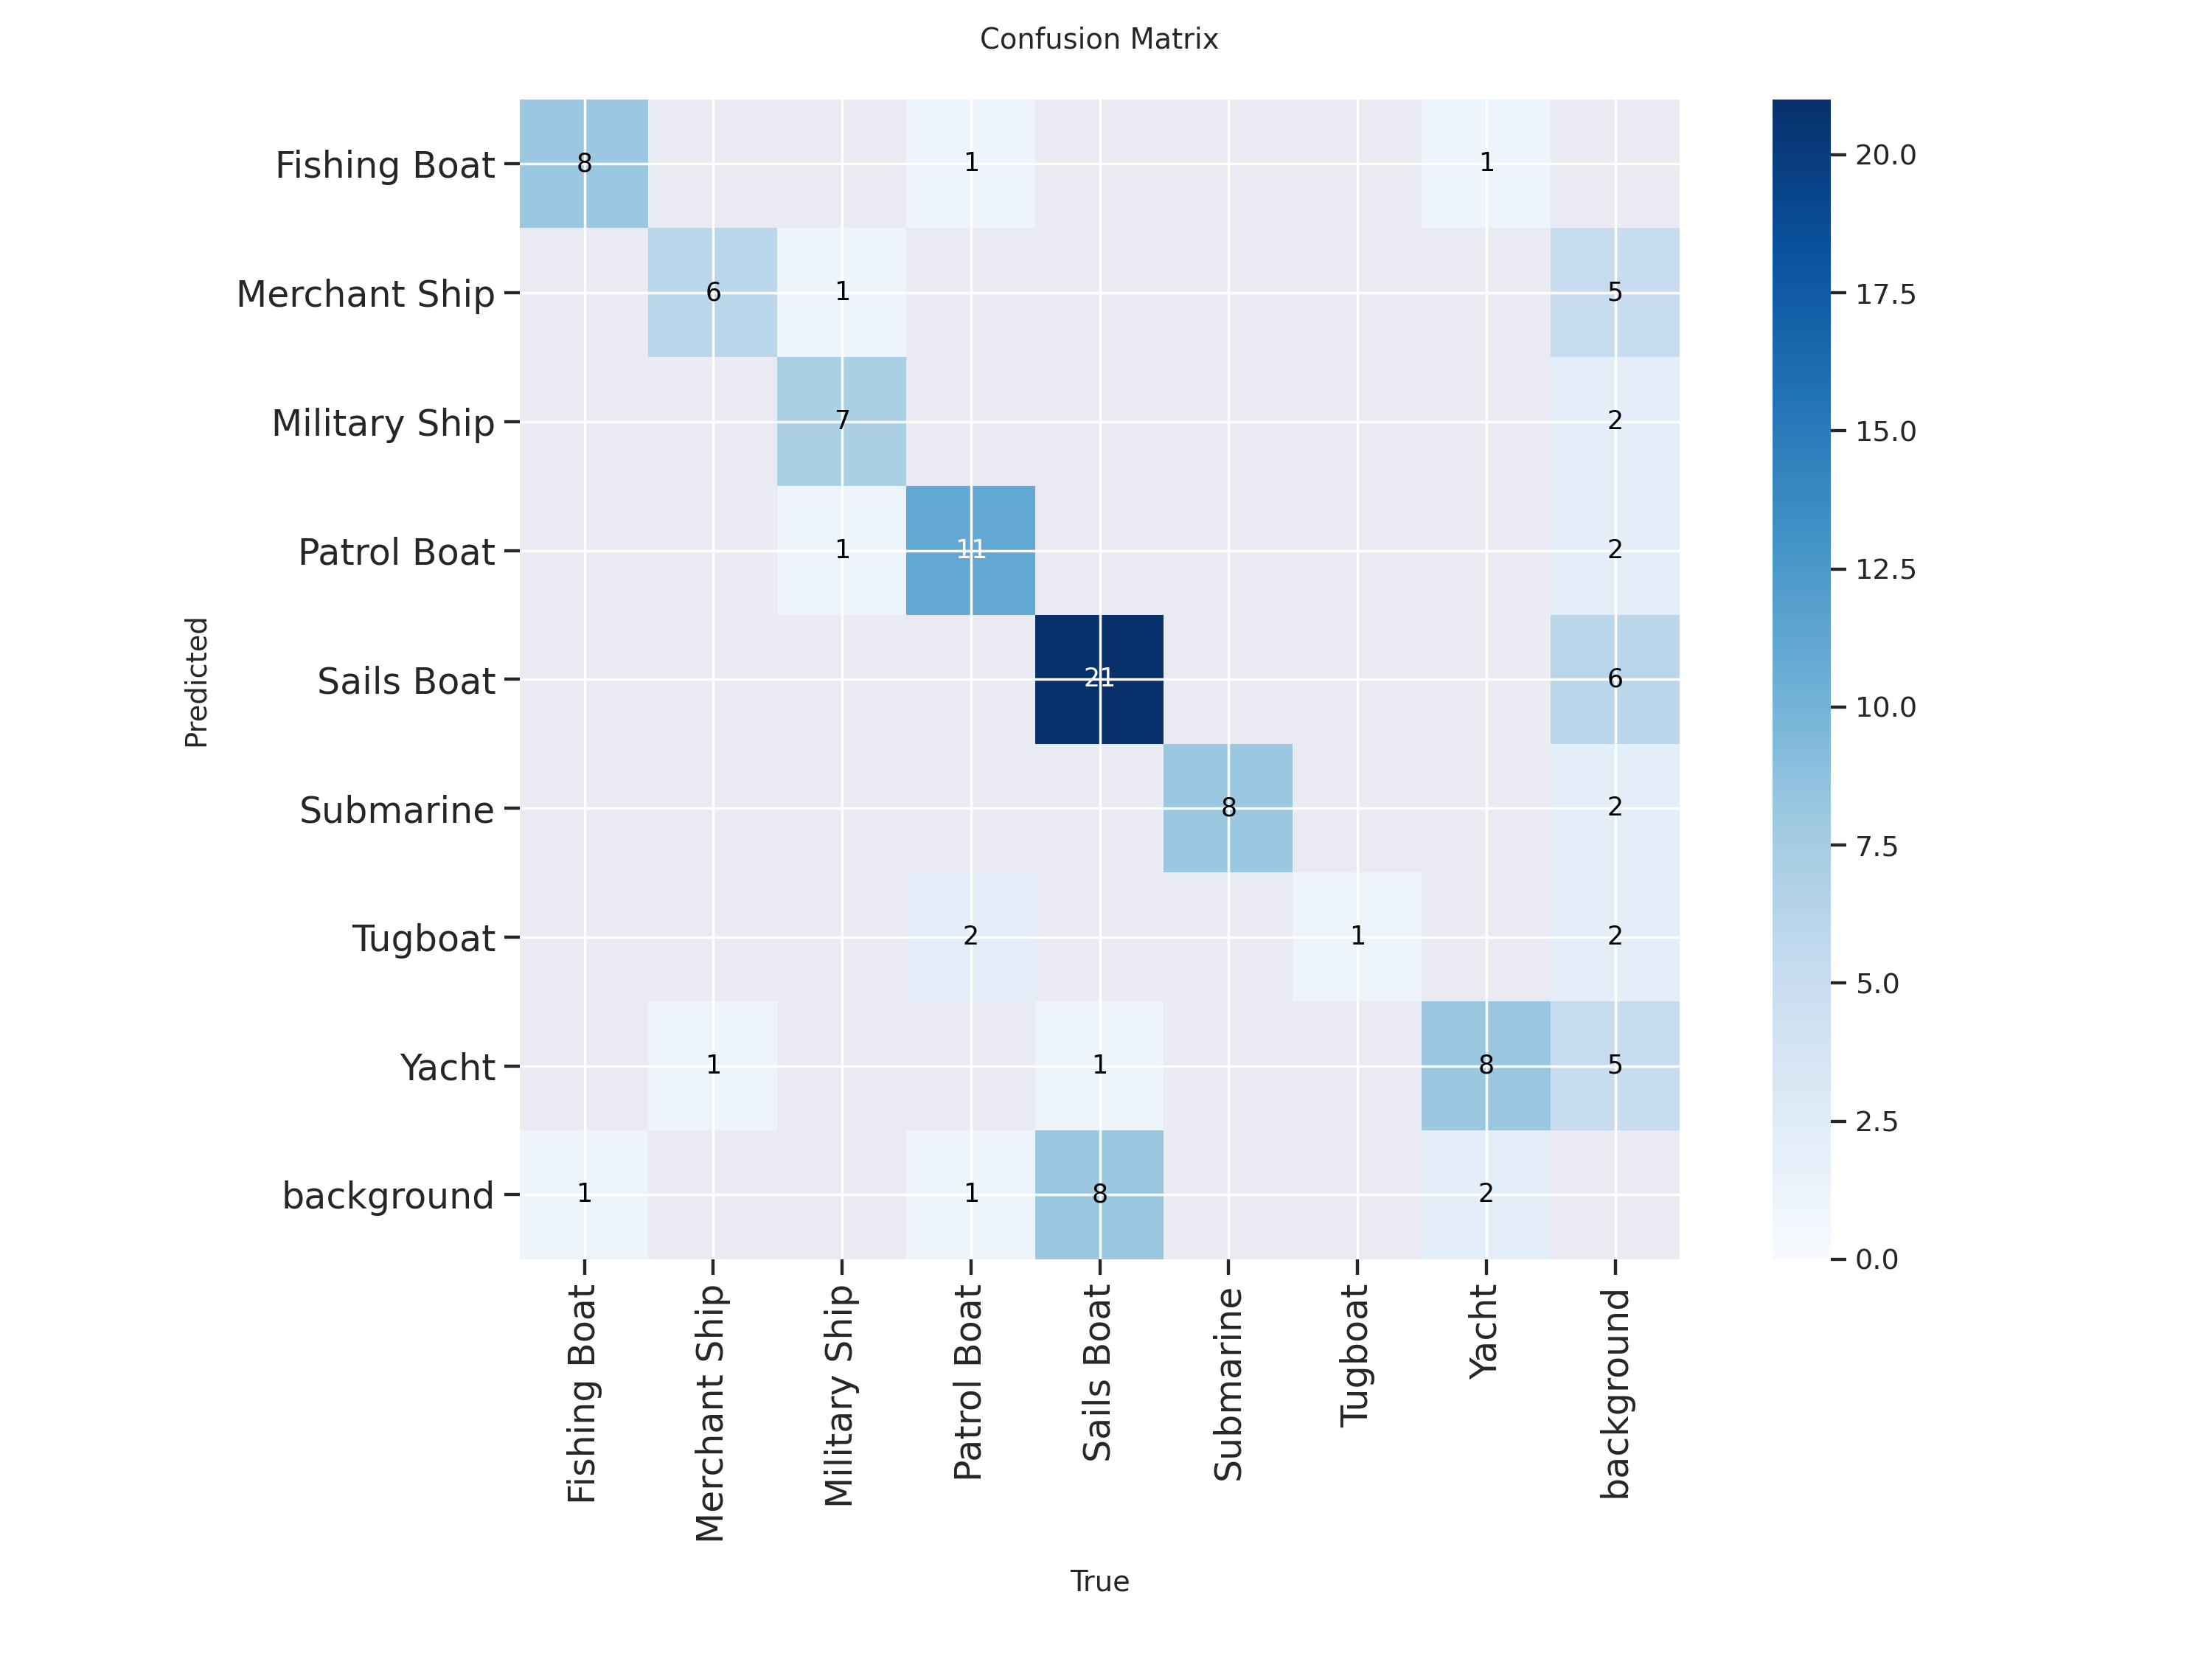 Confusion Matrix
Fishing Boat 8 1 1
Merchant Ship 6 1 5
Military Ship 7 2
Patrol Boat 1 11 2
Sails Boat 21 6
Submarine 8 2
Tugboat 2 1 2
Yacht 1 1 8 5
background 1 1 8 2
Predicted
Fishing Boat
Merchant Ship
Military Ship
Patrol Boat
Sails Boat
Submarine
Tugboat
Yacht
background
True
20.0
17.5
15.0
12.5
10.0
7.5
5.0
2.5
0.0